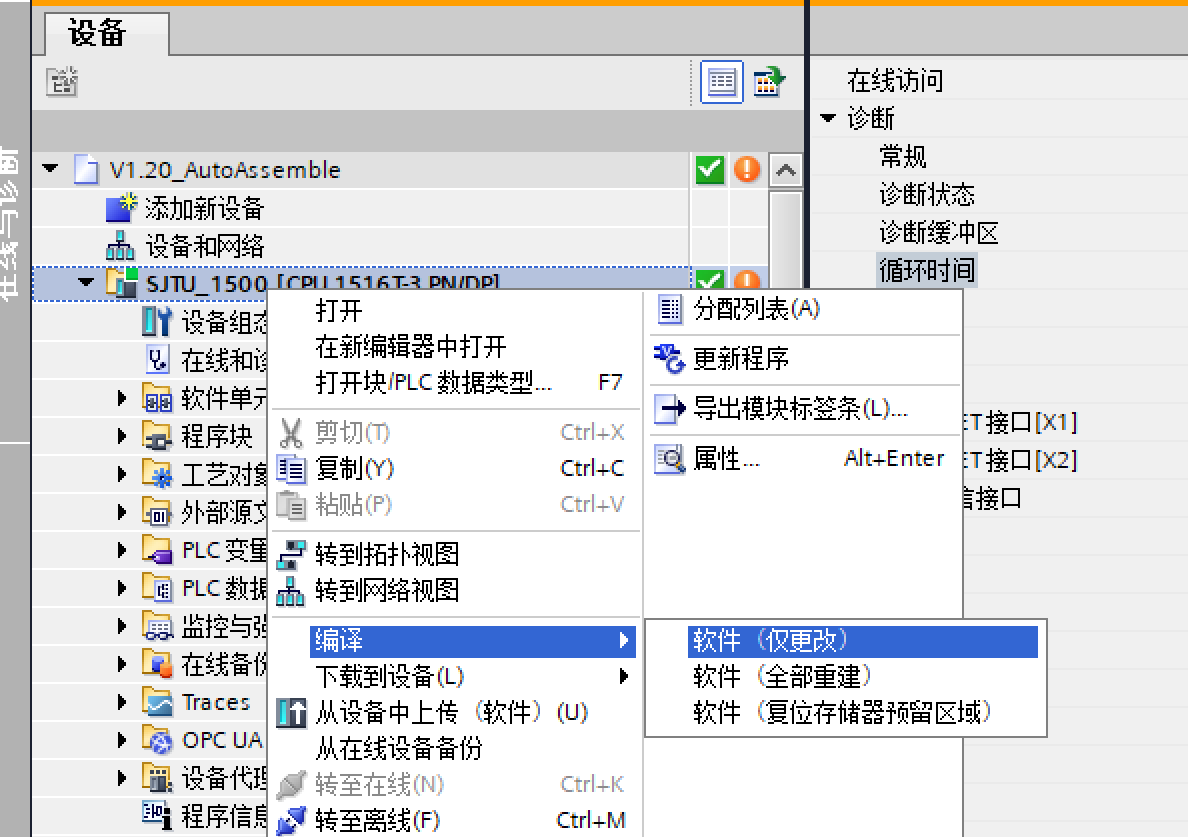 设备
在线与诊断
V1.20_AutoAssemble
添加新设备
设备和网络
SJTU_1500 [CPU 1516T-3 PN/DP]
设备组态
在线和诊
软件单元
程序块
工艺对象
外部源文
PLC 变量
PLC 数据
监控与强
在线备份
Traces
OPC UA
设备代理
程序信息
打开
在新编辑器中打开
打开块/PLC 数据类型... F7
剪切(T) Ctrl+X
复制(Y) Ctrl+C
粘贴(P) Ctrl+V
转到拓扑视图
转到网络视图
编译
下载到设备(L)
从设备中上传（软件）(U)
从在线设备备份
转至在线(N) Ctrl+K
转至离线(F) Ctrl+M
分配列表(A)
更新程序
导出模块标签条(L)...
属性... Alt+Enter
软件（仅更改）
软件（全部重建）
软件（复位存储器预留区域）
在线访问
诊断
常规
诊断状态
诊断缓冲区
循环时间
ET接口[X1]
ET接口[X2]
信接口